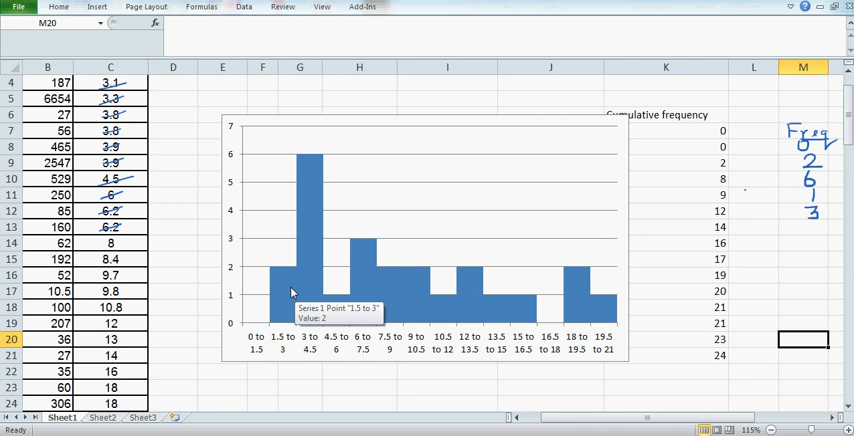 File Home Insert Page Layout Formulas Data Review View Add-Ins
M20 fx
B C D E F G H I J K L M
4 187 3.1
5 6654 3.3
6 27 3.8 Cumulative frequency
7 56 3.8 0 Freq
8 465 3.9 0 0
9 2547 3.9 2 2
10 529 4.5 8 6
11 250 6 9 1
12 85 6.2 12 3
13 160 6.2 14
14 62 8 16
15 192 8.4 17
16 52 9.7 19
17 10.5 9.8 20
18 100 10.8 21
19 207 12 21
20 36 13 23
21 27 14 24
22 35 16
23 60 18
24 306 18
7
6
5
4
3
2
1
0
0 to 1.5 to 3 to 4.5 to 6 to 7.5 to 9 to 10.5 12 to 13.5 15 to 16.5 18 to 19.5
1.5 3 4.5 6 7.5 9 10.5 to 12 13.5 to 15 16.5 to 18 19.5 to 21
Series 1 Point "1.5 to 3"
Value: 2
Sheet1 Sheet2 Sheet3
Ready 115%